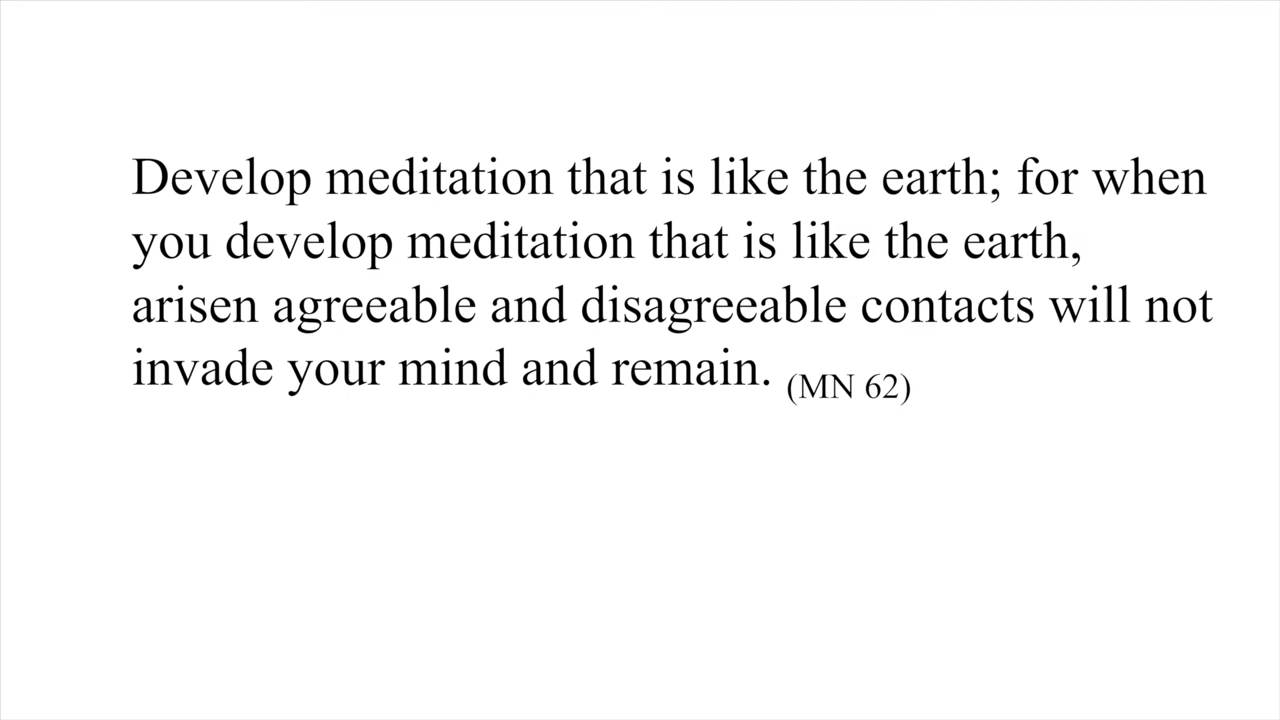 Develop meditation that is like the earth; for when
you develop meditation that is like the earth,
arisen agreeable and disagreeable contacts will not
invade your mind and remain. (MN 62)